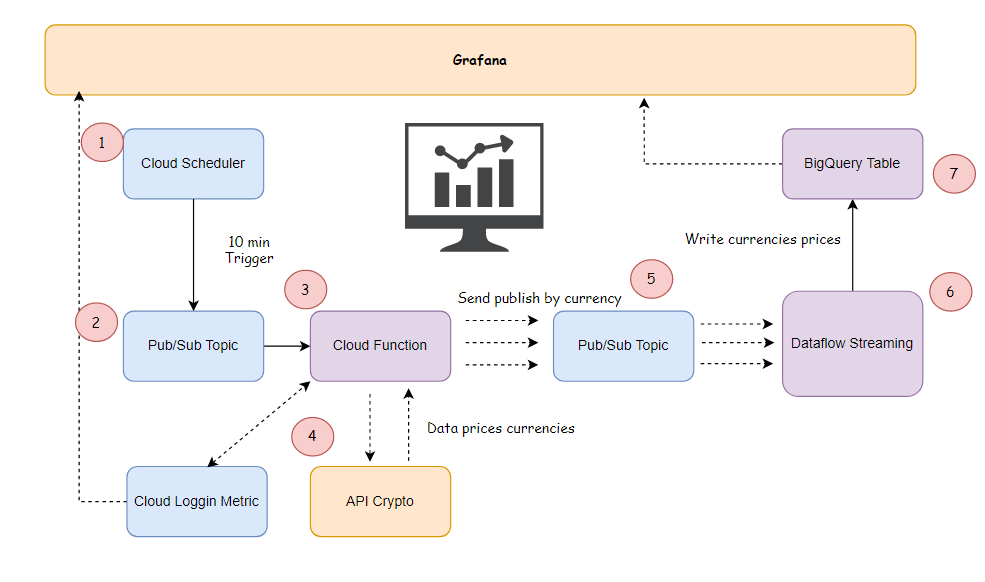 Grafana
1
Cloud Scheduler
BigQuery Table
7
10 min
Trigger
Write currencies prices
3
5
6
Send publish by currency
2
Pub/Sub Topic
Cloud Function
Pub/Sub Topic
Dataflow Streaming
4
Data prices currencies
Cloud Loggin Metric
API Crypto